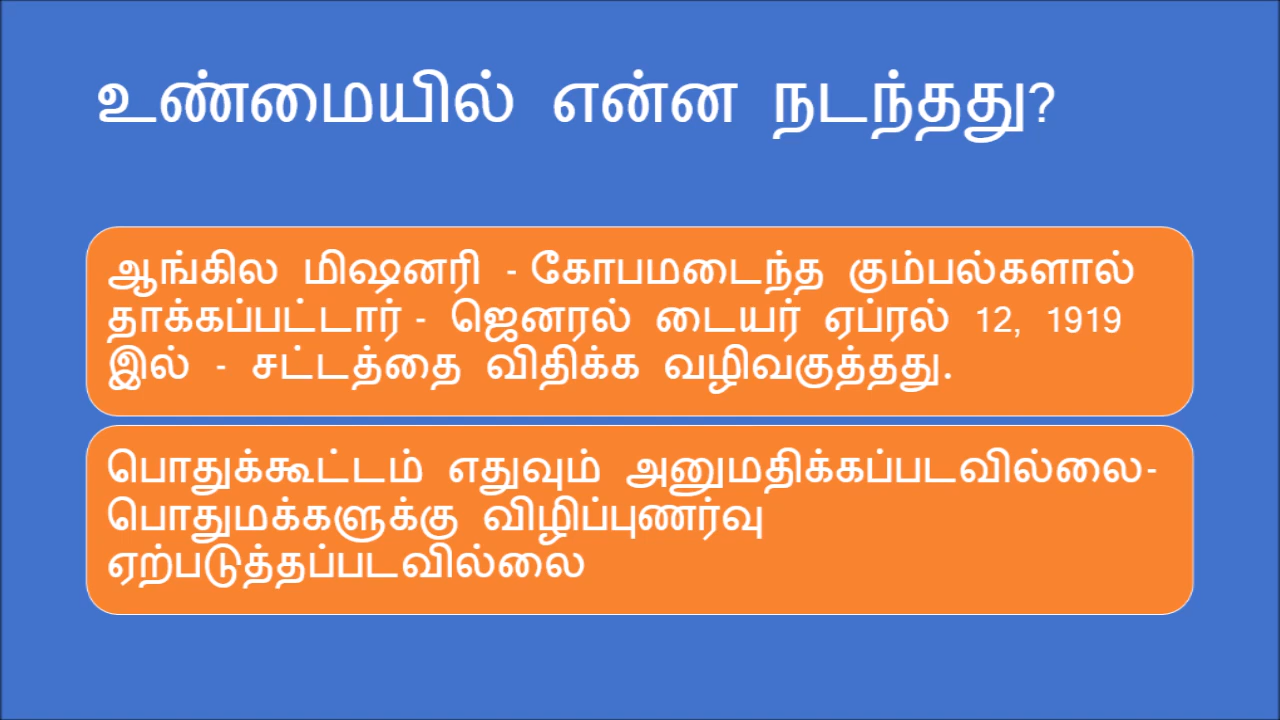 உண்மையில் என்ன நடந்தது?
ஆங்கில மிஷனரி - கோபமடைந்த கும்பல்களால்
தாக்கப்பட்டார் - ஜெனரல் டையர் ஏப்ரல் 12, 1919
இல் - சட்டத்தை விதிக்க வழிவகுத்தது.
பொதுக்கூட்டம் எதுவும் அனுமதிக்கப்படவில்லை-
பொதுமக்களுக்கு விழிப்புணர்வு
ஏற்படுத்தப்படவில்லை